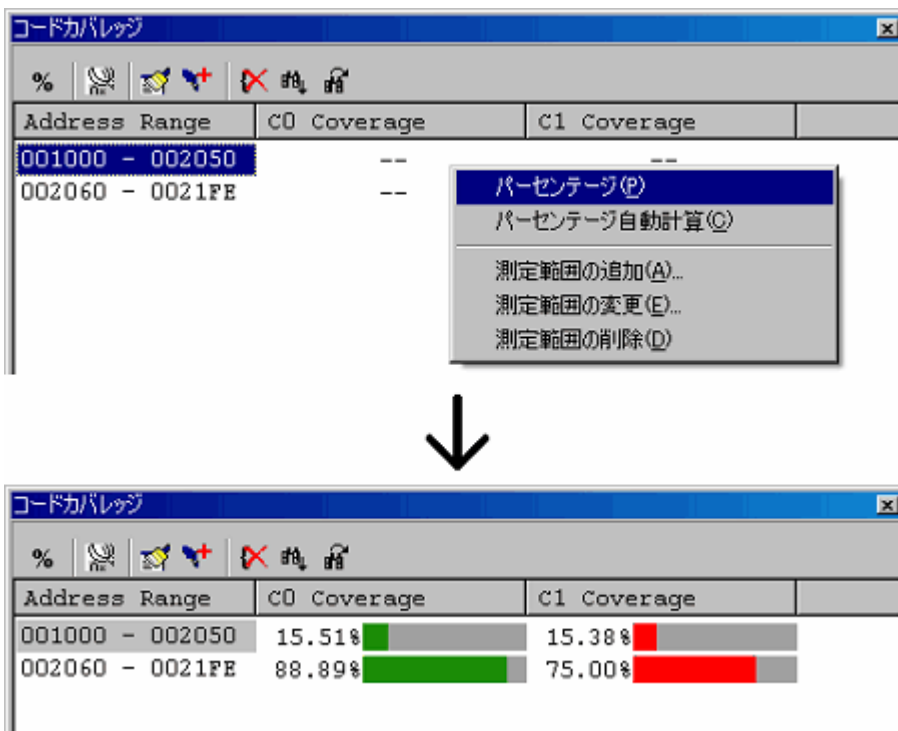 コードカバレッジ
%
Address Range C0 Coverage C1 Coverage
001000 - 002050 -- --
002060 - 0021FE --
パーセンテージ(P)
パーセンテージ自動計算(C)
測定範囲の追加(A)...
測定範囲の変更(E)...
測定範囲の削除(D)
コードカバレッジ
%
Address Range C0 Coverage C1 Coverage
001000 - 002050 15.51% 15.38%
002060 - 0021FE 88.89% 75.00%